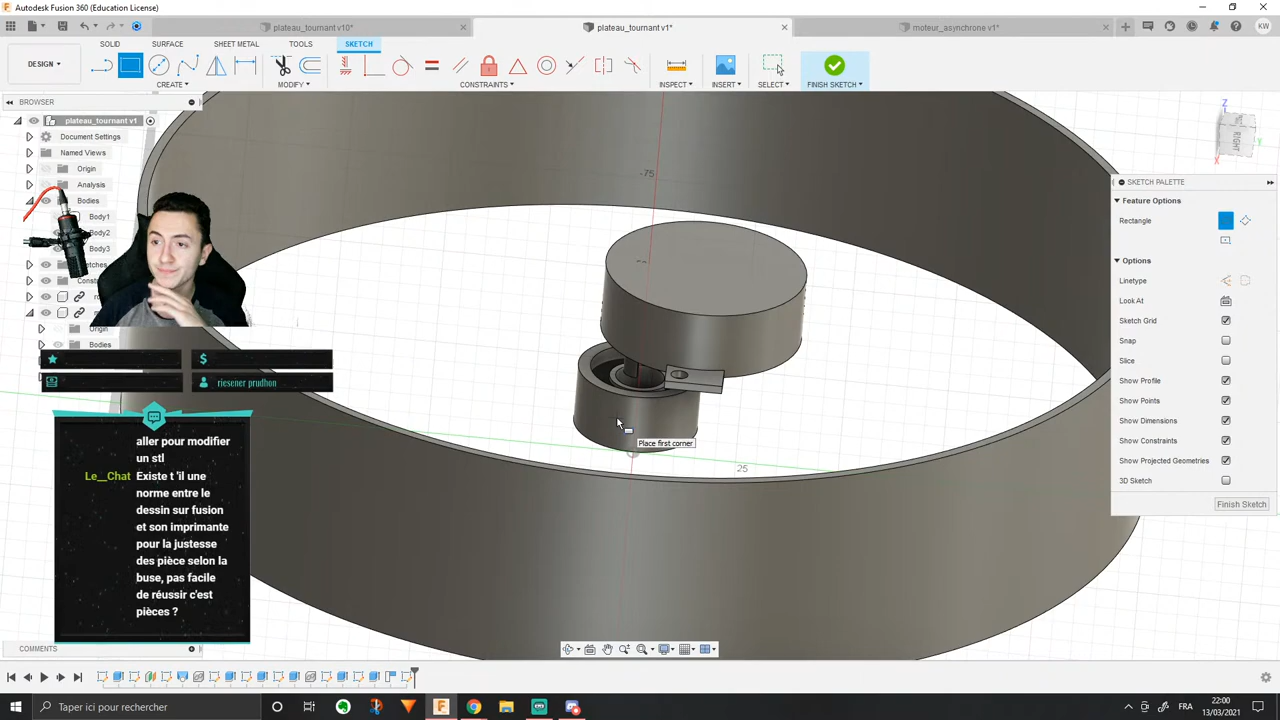 Autodesk Fusion 360 (Education License)
plateau_tournant v10*
plateau_tournant v1*
moteur_asynchrone v1*
KW
SOLID
SURFACE
SHEET METAL
TOOLS
SKETCH
DESIGN
CREATE
MODIFY
CONSTRAINTS
INSPECT
INSERT
SELECT
FINISH SKETCH
BROWSER
plateau_tournant v1
Document Settings
Named Views
Origin
Analysis
Bodies
Body1
Body2
Body3
Origin
Bodies
.75
25
Place first corner
Z
RIGHT
Y
X
SKETCH PALETTE
Feature Options
Rectangle
Options
Linetype
Look At
Sketch Grid
Snap
Slice
Show Profile
Show Points
Show Dimensions
Show Constraints
Show Projected Geometries
3D Sketch
Finish Sketch
$
riesener prudhon
aller pour modifier
un stl
Le__Chat Existe t 'il une
norme entre le
dessin sur fusion
et son imprimante
pour la justesse
des pièce selon la
buse, pas facile
de réussir c'est
pièces ?
COMMENTS
Taper ici pour rechercher
FRA
22:00
13/03/2021